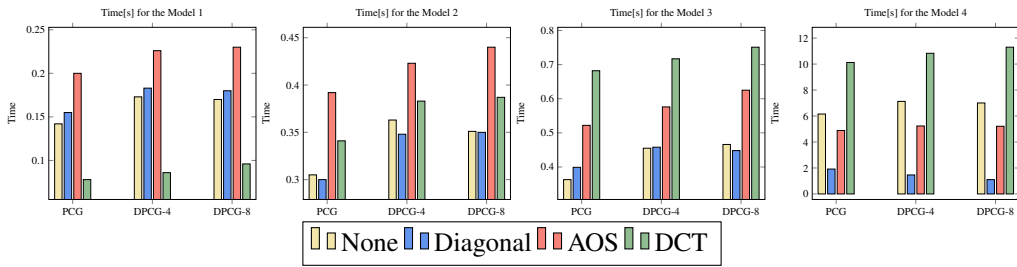 Time[s] for the Model 1
Time
0.25
0.2
0.15
0.1
PCG DPCG-4 DPCG-8
Time[s] for the Model 2
Time
0.45
0.4
0.35
0.3
PCG DPCG-4 DPCG-8
Time[s] for the Model 3
Time
0.8
0.7
0.6
0.5
0.4
PCG DPCG-4 DPCG-8
Time[s] for the Model 4
Time
12
10
8
6
4
2
0
PCG DPCG-4 DPCG-8
None Diagonal AOS DCT